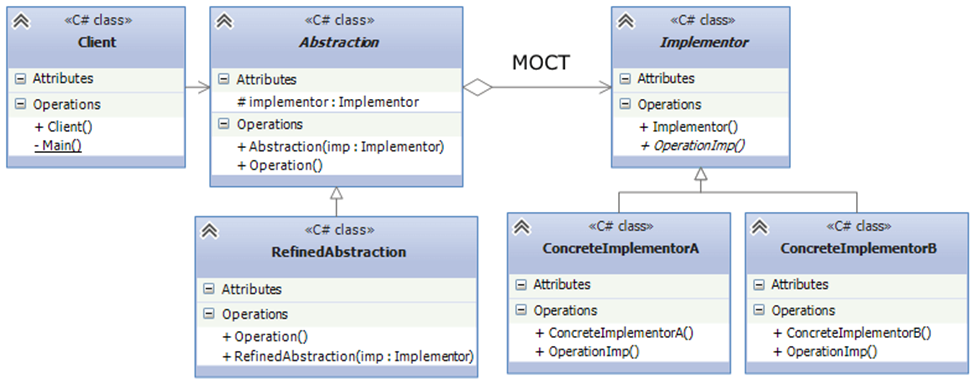 «C# class»
Client
Attributes
Operations
+ Client()
- Main()
«C# class»
Abstraction
Attributes
# implementor : Implementor
Operations
+ Abstraction(imp : Implementor)
+ Operation()
МОСТ
«C# class»
Implementor
Attributes
Operations
+ Implementor()
+ OperationImp()
«C# class»
RefinedAbstraction
Attributes
Operations
+ Operation()
+ RefinedAbstraction(imp : Implementor)
«C# class»
ConcreteImplementorA
Attributes
Operations
+ ConcreteImplementorA()
+ OperationImp()
«C# class»
ConcreteImplementorB
Attributes
Operations
+ ConcreteImplementorB()
+ OperationImp()